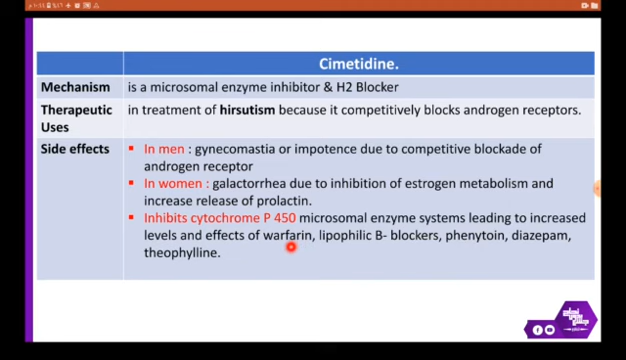 Cimetidine.
Mechanism
is a microsomal enzyme inhibitor & H2 Blocker
Therapeutic
Uses
in treatment of hirsutism because it competitively blocks androgen receptors.
Side effects
▪ In men : gynecomastia or impotence due to competitive blockade of
androgen receptor
▪ In women : galactorrhea due to inhibition of estrogen metabolism and
increase release of prolactin.
▪ Inhibits cytochrome P 450 microsomal enzyme systems leading to increased
levels and effects of warfarin, lipophilic B- blockers, phenytoin, diazepam,
theophylline.